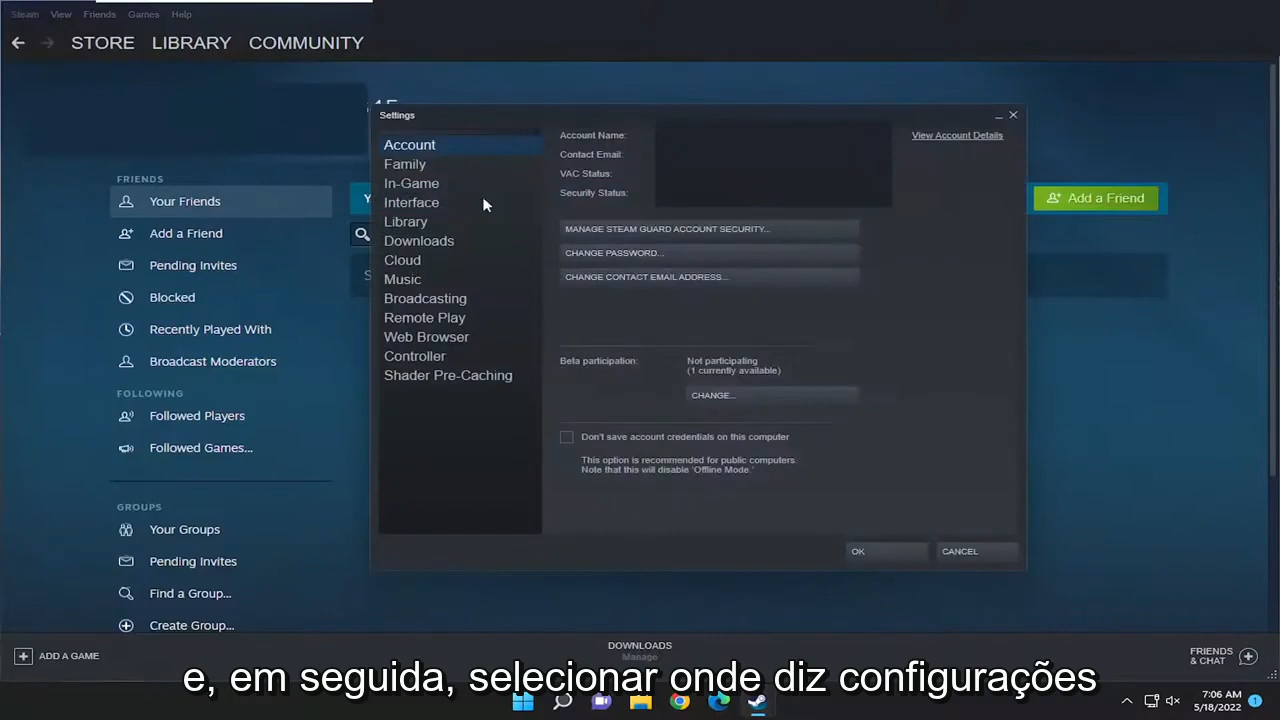 Steam View Friends Games Help
STORE LIBRARY COMMUNITY
Settings
Account
Family
In-Game
Interface
Library
Downloads
Cloud
Music
Broadcasting
Remote Play
Web Browser
Controller
Shader Pre-Caching
Account Name:
Contact Email:
VAC Status:
Security Status:
View Account Details
MANAGE STEAM GUARD ACCOUNT SECURITY...
CHANGE PASSWORD...
CHANGE CONTACT EMAIL ADDRESS...
Beta participation: Not participating
(1 currently available)
CHANGE...
Don't save account credentials on this computer
This option is recommended for public computers.
Note that this will disable 'Offline Mode.'
OK CANCEL
FRIENDS
Your Friends
Add a Friend
Pending Invites
Blocked
Recently Played With
Broadcast Moderators
FOLLOWING
Followed Players
Followed Games...
GROUPS
Your Groups
Pending Invites
Find a Group...
Create Group...
Add a Friend
ADD A GAME
DOWNLOADS
Manage
FRIENDS
& CHAT
e, em seguida, selecionar onde diz configurações
7:06 AM
5/18/2022
1